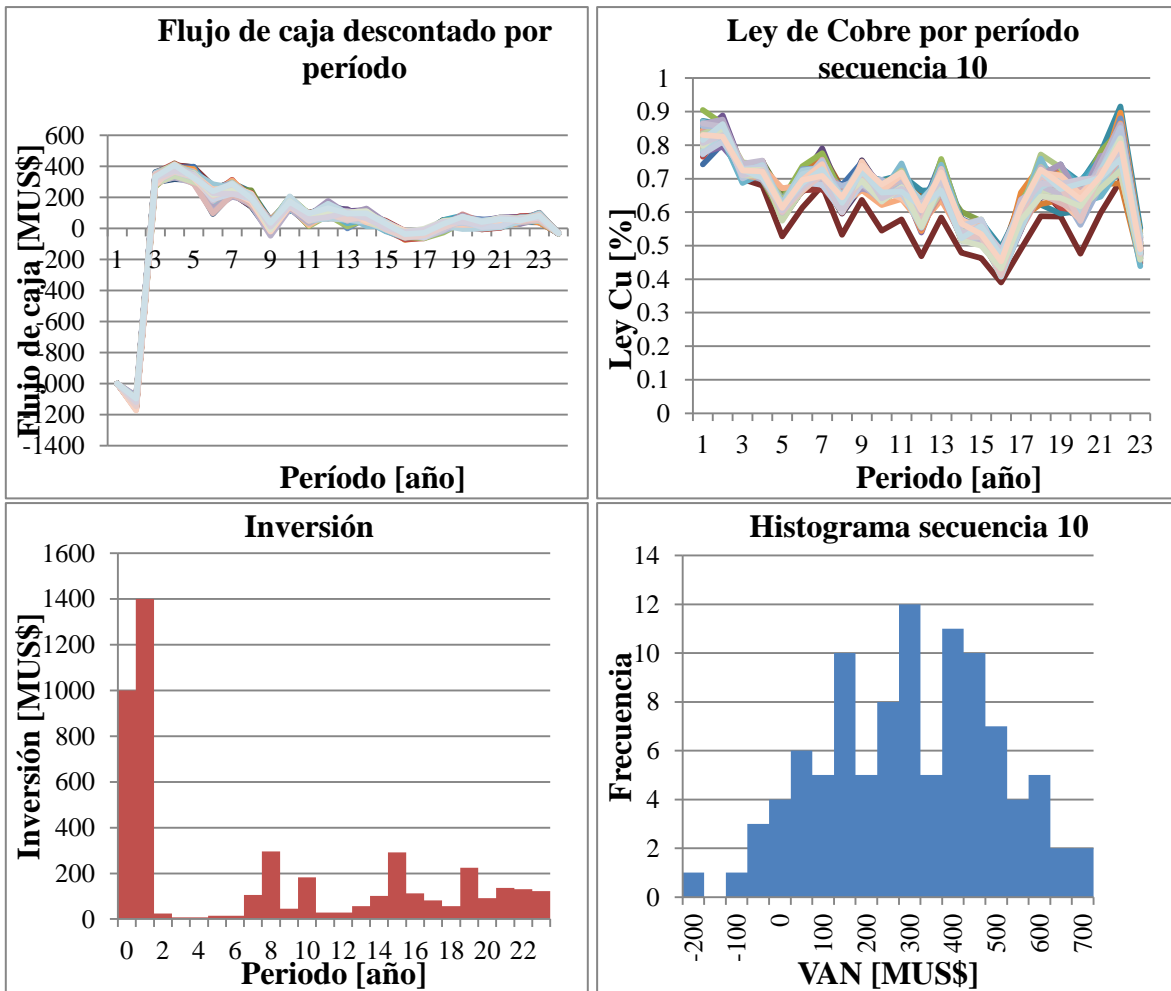 Flujo de caja descontado por
período
Flujo de caja [MUS$]
600
400
200
0
-200
-400
-600
-800
-1000
-1200
-1400
1 3 5 7 9 11 13 15 17 19 21 23
Período [año]
Ley de Cobre por período
secuencia 10
Ley Cu [%]
1
0.9
0.8
0.7
0.6
0.5
0.4
0.3
0.2
0.1
0
1 3 5 7 9 11 13 15 17 19 21 23
Periodo [año]
Inversión
Inversión [MUS$]
1600
1400
1200
1000
800
600
400
200
0
0 2 4 6 8 10 12 14 16 18 20 22
Periodo [año]
Histograma secuencia 10
Frecuencia
14
12
10
8
6
4
2
0
-200 -100 0 100 200 300 400 500 600 700
VAN [MUS$]